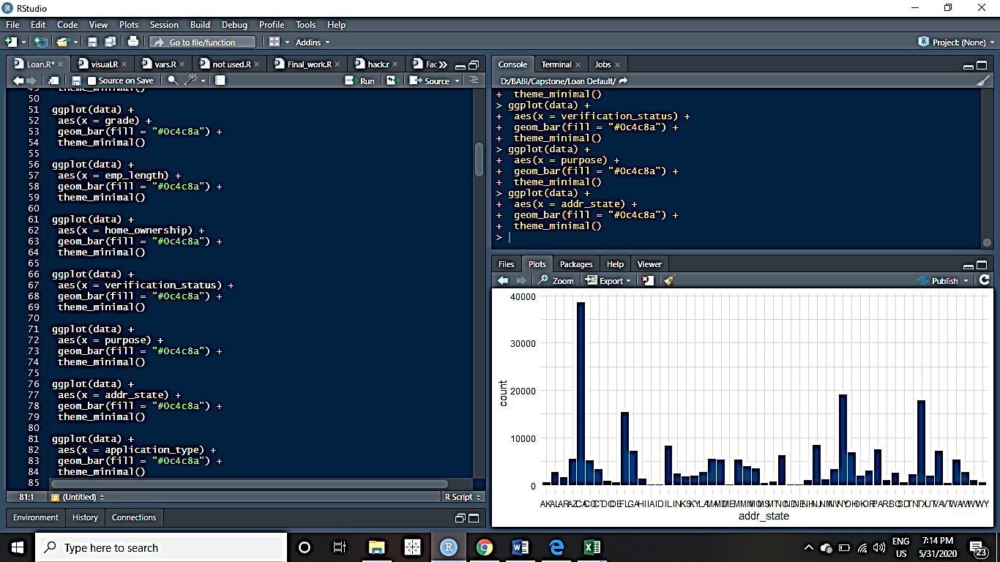 RStudio
File Edit Code View Plots Session Build Debug Profile Tools Help
Go to file/function Addins Project: (None)
Loan.R* visual.R vars.R not used.R Final_work.R hack.r Fac
Source on Save Run Source
49 theme_minimal()
50
51 ggplot(data) +
52 aes(x = grade) +
53 geom_bar(fill = "#0c4c8a") +
54 theme_minimal()
55
56 ggplot(data) +
57 aes(x = emp_length) +
58 geom_bar(fill = "#0c4c8a") +
59 theme_minimal()
60
61 ggplot(data) +
62 aes(x = home_ownership) +
63 geom_bar(fill = "#0c4c8a") +
64 theme_minimal()
65
66 ggplot(data) +
67 aes(x = verification_status) +
68 geom_bar(fill = "#0c4c8a") +
69 theme_minimal()
70
71 ggplot(data) +
72 aes(x = purpose) +
73 geom_bar(fill = "#0c4c8a") +
74 theme_minimal()
75
76 ggplot(data) +
77 aes(x = addr_state) +
78 geom_bar(fill = "#0c4c8a") +
79 theme_minimal()
80
81 ggplot(data) +
82 aes(x = application_type) +
83 geom_bar(fill = "#0c4c8a") +
84 theme_minimal()
85
81:1 (Untitled) R Script
Environment History Connections
Console Terminal Jobs
D:/BABI/Capstone/Loan Default/
+ theme_minimal()
> ggplot(data) +
+ aes(x = verification_status) +
+ geom_bar(fill = "#0c4c8a") +
+ theme_minimal()
> ggplot(data) +
+ aes(x = purpose) +
+ geom_bar(fill = "#0c4c8a") +
+ theme_minimal()
> ggplot(data) +
+ aes(x = addr_state) +
+ geom_bar(fill = "#0c4c8a") +
+ theme_minimal()
>
Files Plots Packages Help Viewer
Zoom Export Publish
40000
30000
20000
10000
0
count
addr_state
Type here to search
ENG
US
7:14 PM
5/31/2020
23